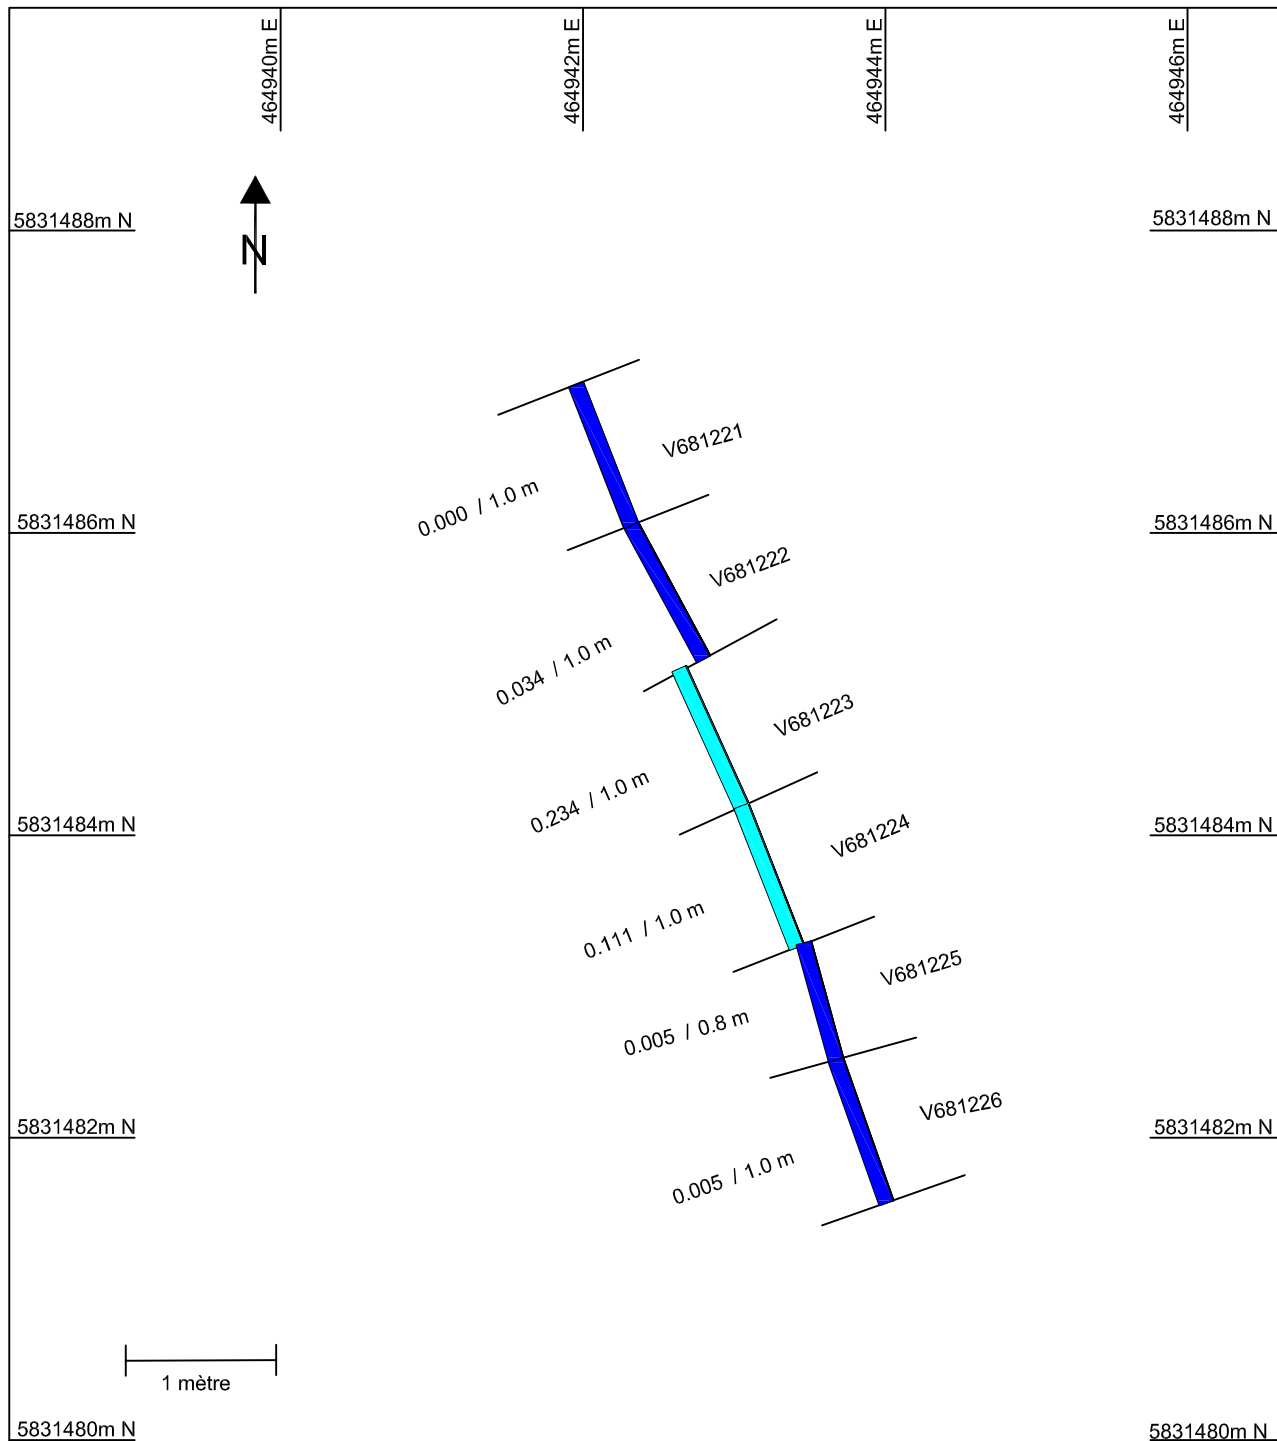 464940m E
464942m E
464944m E
464946m E
5831488m N
5831488m N
N
V681221
0.000 / 1.0 m
5831486m N
5831486m N
V681222
0.034 / 1.0 m
V681223
0.234 / 1.0 m
5831484m N
5831484m N
V681224
0.111 / 1.0 m
V681225
0.005 / 0.8 m
V681226
5831482m N
5831482m N
0.005 / 1.0 m
1 mètre
5831480m N
5831480m N